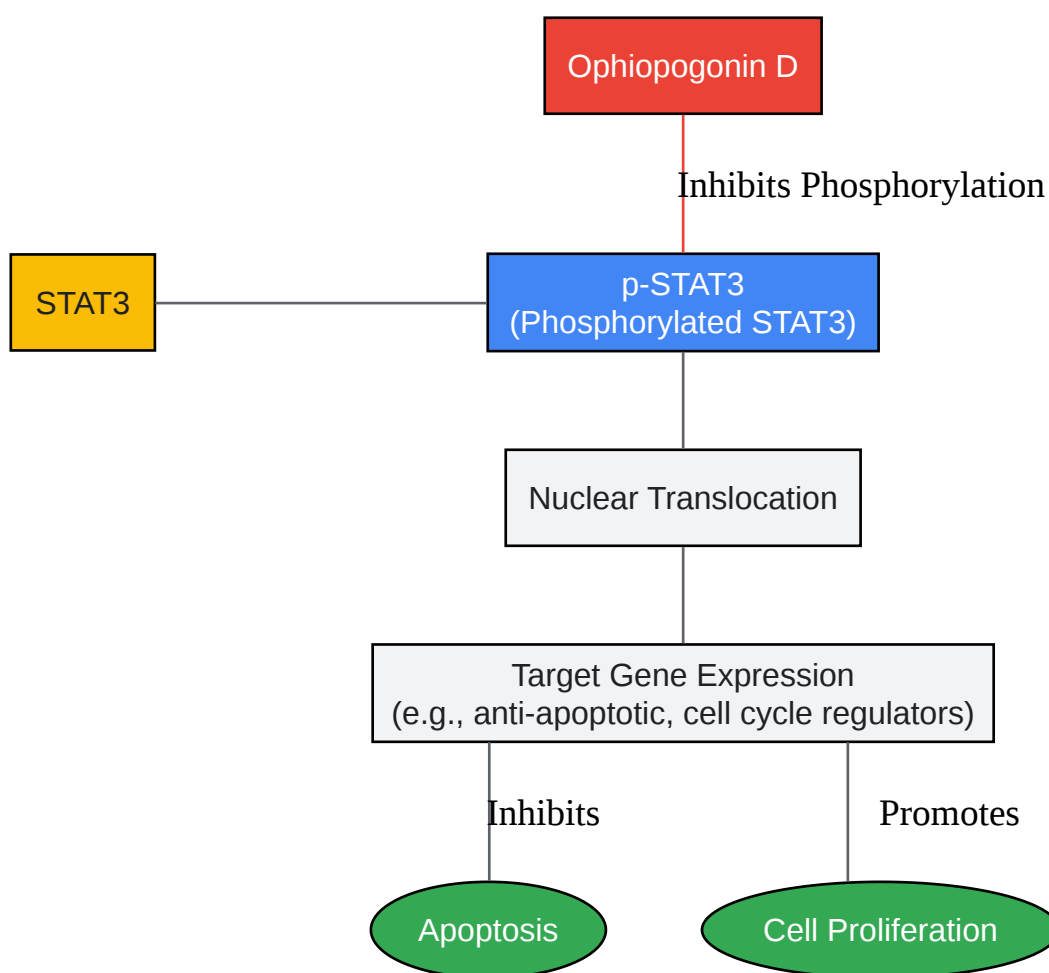 Ophiopogonin D
Inhibits Phosphorylation
STAT3
p-STAT3
(Phosphorylated STAT3)
Nuclear Translocation
Target Gene Expression
(e.g., anti-apoptotic, cell cycle regulators)
Inhibits
Promotes
Apoptosis
Cell Proliferation